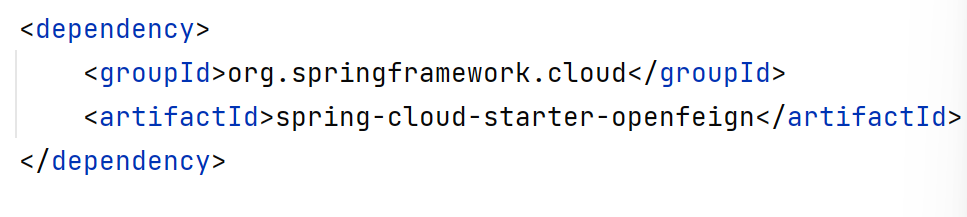 <dependency>
    <groupId>org.springframework.cloud</groupId>
    <artifactId>spring-cloud-starter-openfeign</artifactId>
</dependency>